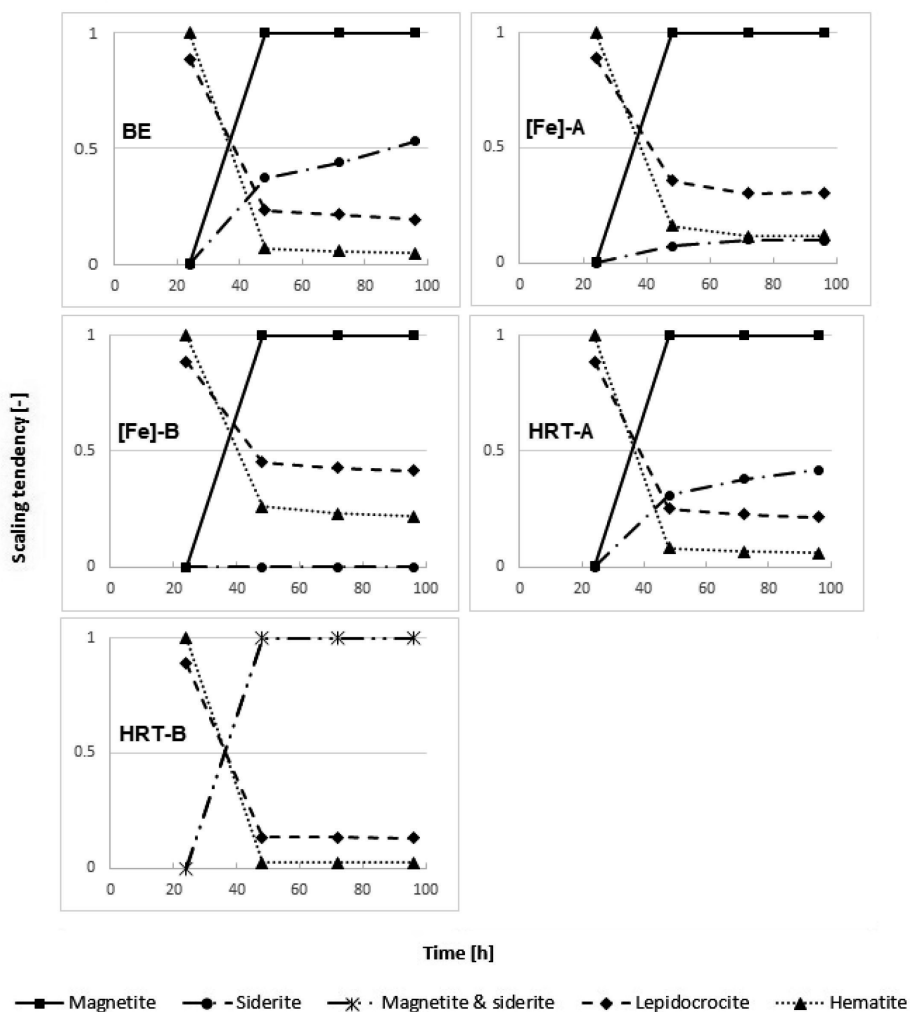 1
0.5
0
BE
0 20 40 60 80 100
1
0.5
0
[Fe]-A
0 20 40 60 80 100
1
0.5
0
[Fe]-B
0 20 40 60 80 100
1
0.5
0
HRT-A
0 20 40 60 80 100
1
0.5
0
HRT-B
0 20 40 60 80 100
Scaling tendency [-]
Time [h]
Magnetite Siderite Magnetite & siderite Lepidocrocite Hematite